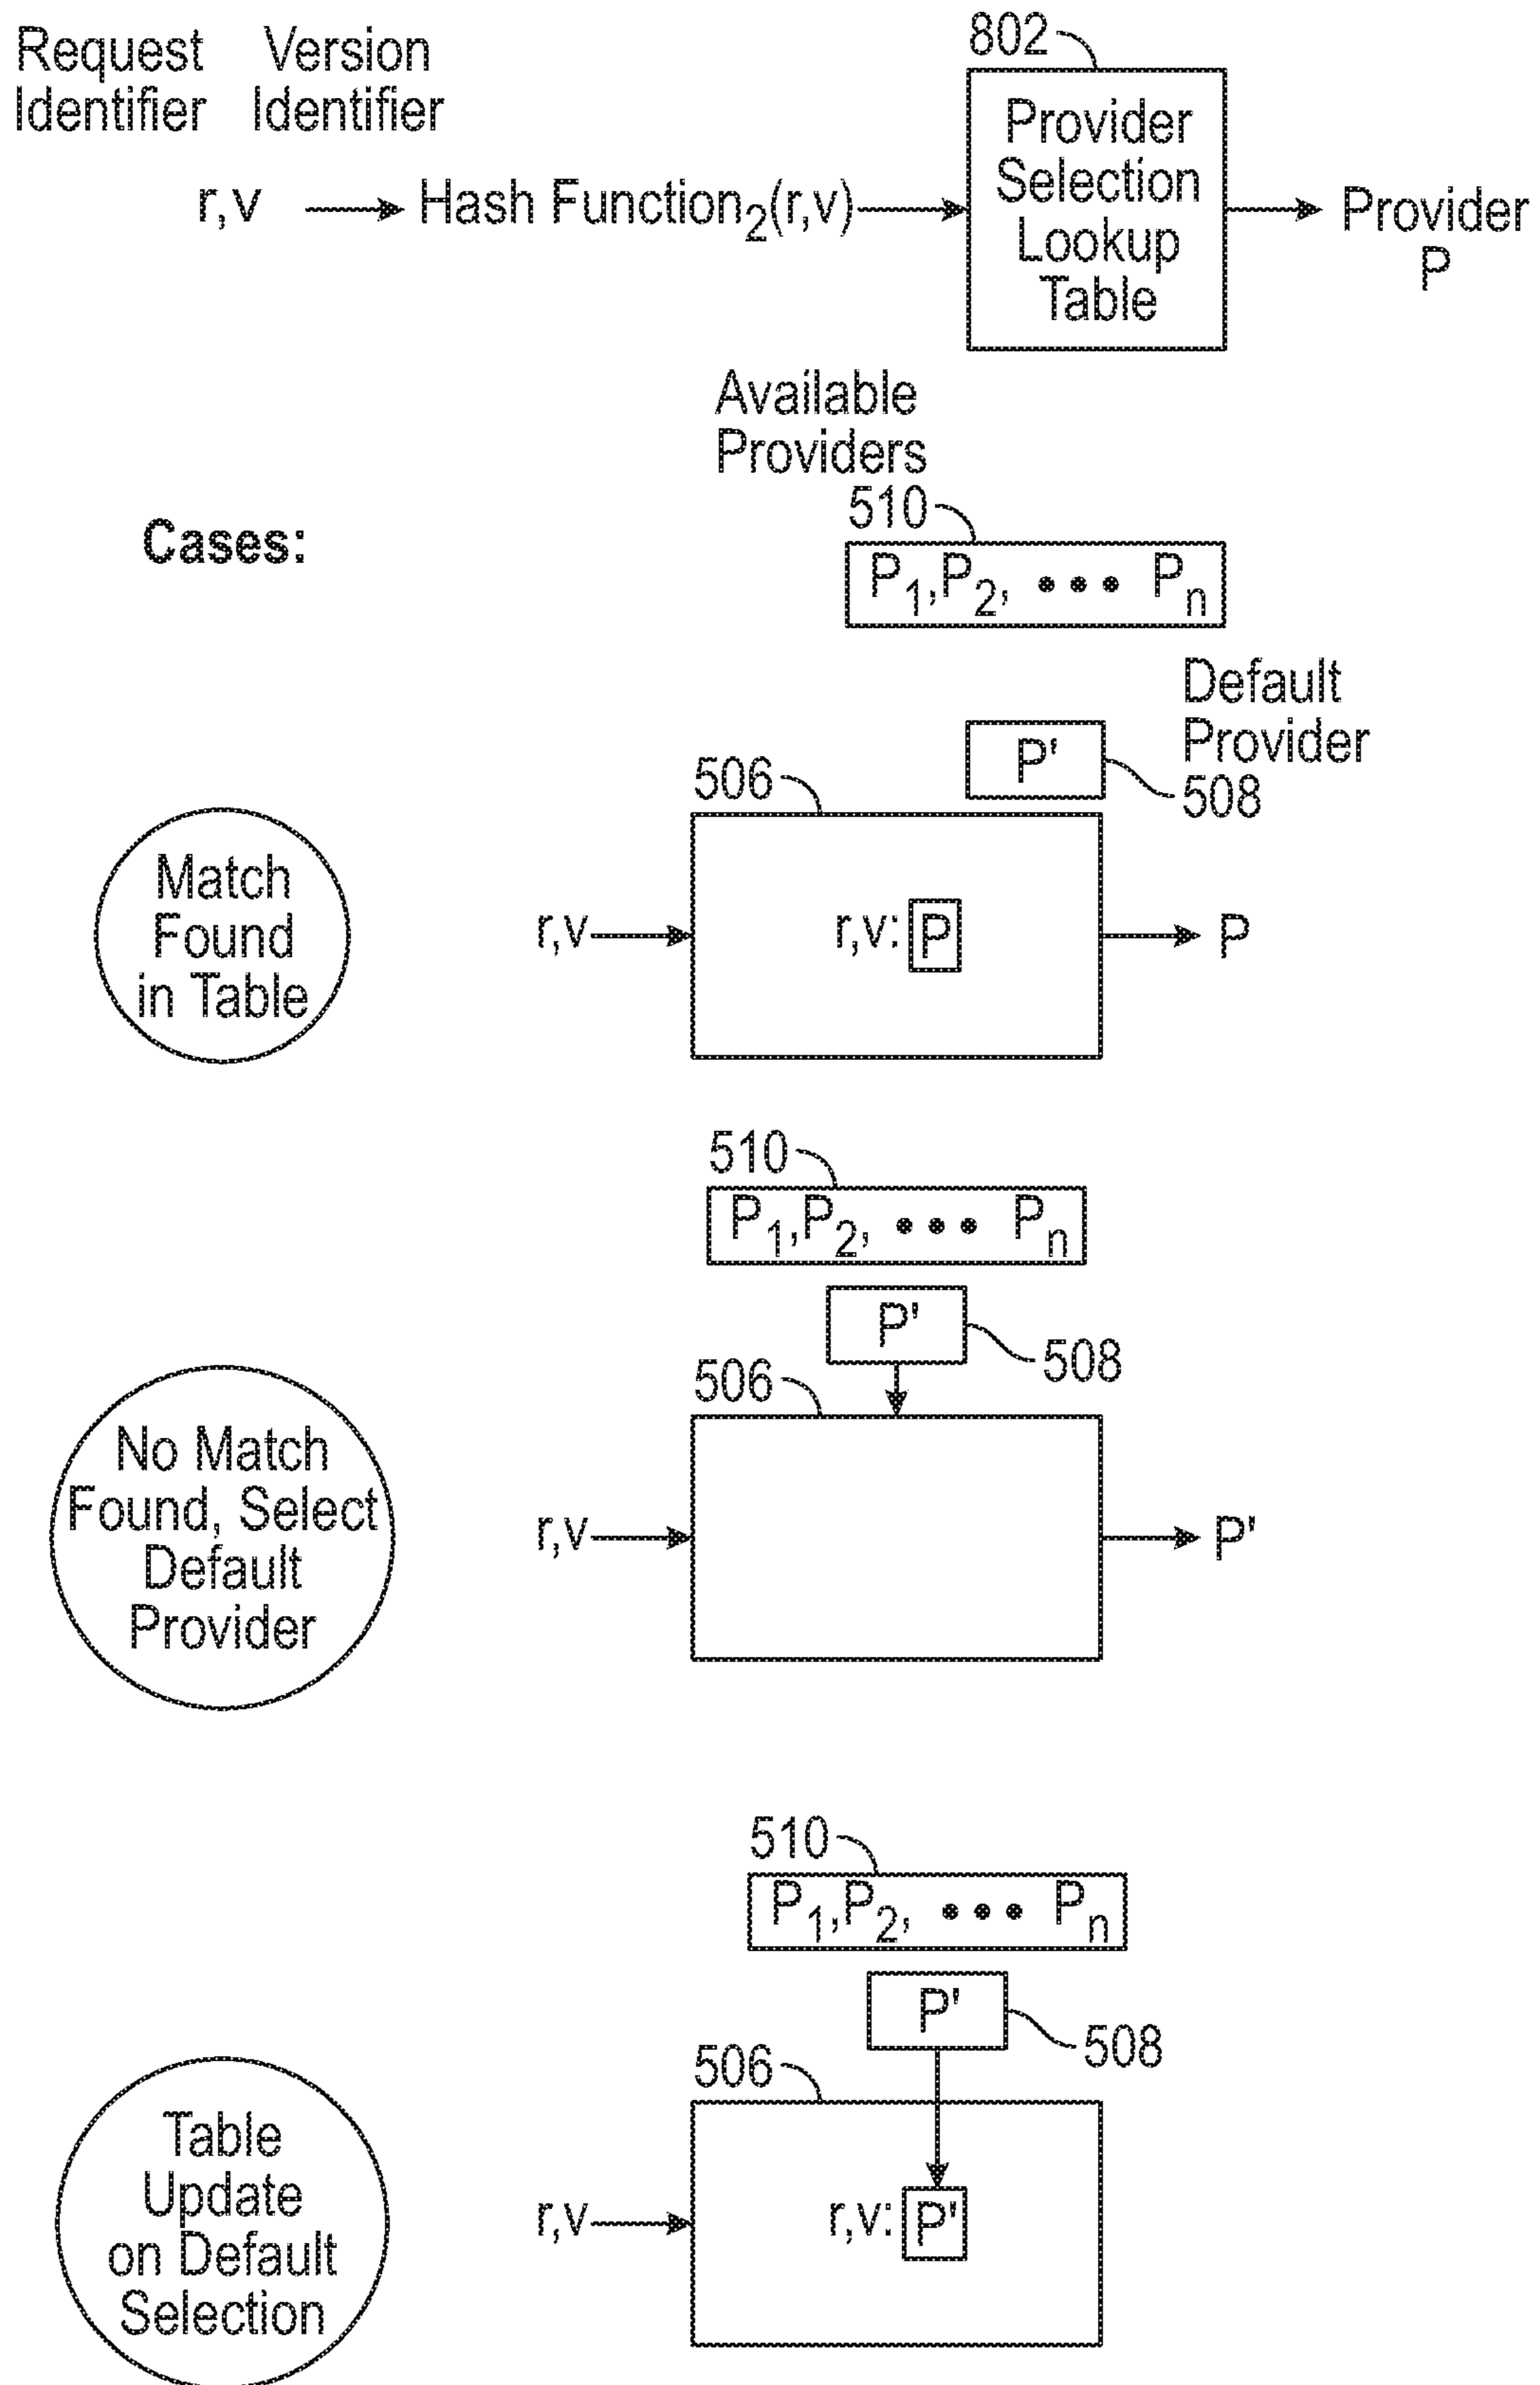 Request
Identifier
Version
Identifier
802
r,v
Hash Function2(r,v)
Provider
Selection
Lookup
Table
Provider
P
Available
Providers
Cases:
510
P1,P2, ••• Pn
Default
Provider
508
P'
506
Match
Found
in Table
r,v
r,v: P
P
510
P1,P2, ••• Pn
P'
508
506
No Match
Found, Select
Default
Provider
r,v
P'
510
P1,P2, ••• Pn
P'
508
506
Table
Update
on Default
Selection
r,v
r,v: P'